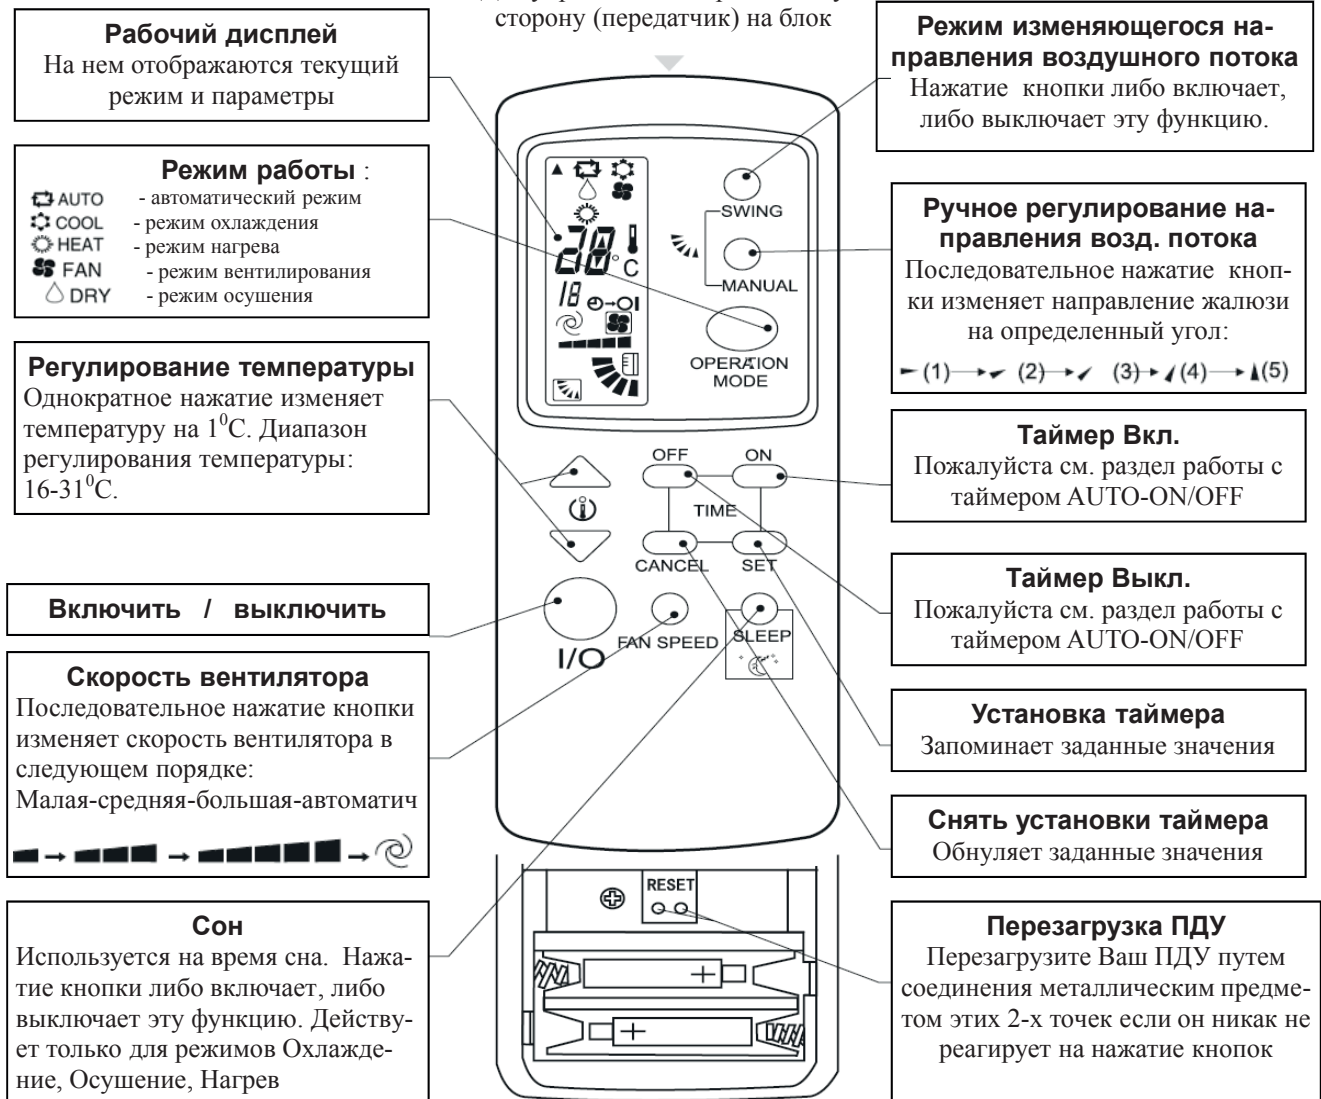 сторону (передатчик) на блок
Рабочий дисплей
На нем отображаются текущий
режим и параметры
Режим работы :
AUTO - автоматический режим
COOL - режим охлаждения
HEAT - режим нагрева
FAN - режим вентилирования
DRY - режим осушения
Регулирование температуры
Однократное нажатие изменяет
температуру на 1⁰С. Диапазон
регулирования температуры:
16-31⁰С.
Включить / выключить
Скорость вентилятора
Последовательное нажатие кнопки
изменяет скорость вентилятора в
следующем порядке:
Малая-средняя-большая-автоматич
Сон
Используется на время сна. Нажа-
тие кнопки либо включает, либо
выключает эту функцию. Действу-
ет только для режимов Охлажде-
ние, Осушение, Нагрев
18
°C
SWING
MANUAL
OPERATION
MODE
OFF
ON
TIME
CANCEL
SET
I/O
FAN SPEED
SLEEP
RESET
Режим изменяющегося на-
правления воздушного потока
Нажатие кнопки либо включает,
либо выключает эту функцию.
Ручное регулирование на-
правления возд. потока
Последовательное нажатие кноп-
ки изменяет направление жалюзи
на определенный угол:
(1) (2) (3) (4) (5)
Таймер Вкл.
Пожалуйста см. раздел работы с
таймером AUTO-ON/OFF
Таймер Выкл.
Пожалуйста см. раздел работы с
таймером AUTO-ON/OFF
Установка таймера
Запоминает заданные значения
Снять установки таймера
Обнуляет заданные значения
Перезагрузка ПДУ
Перезагрузите Ваш ПДУ путем
соединения металлическим предме-
том этих 2-х точек если он никак не
реагирует на нажатие кнопок